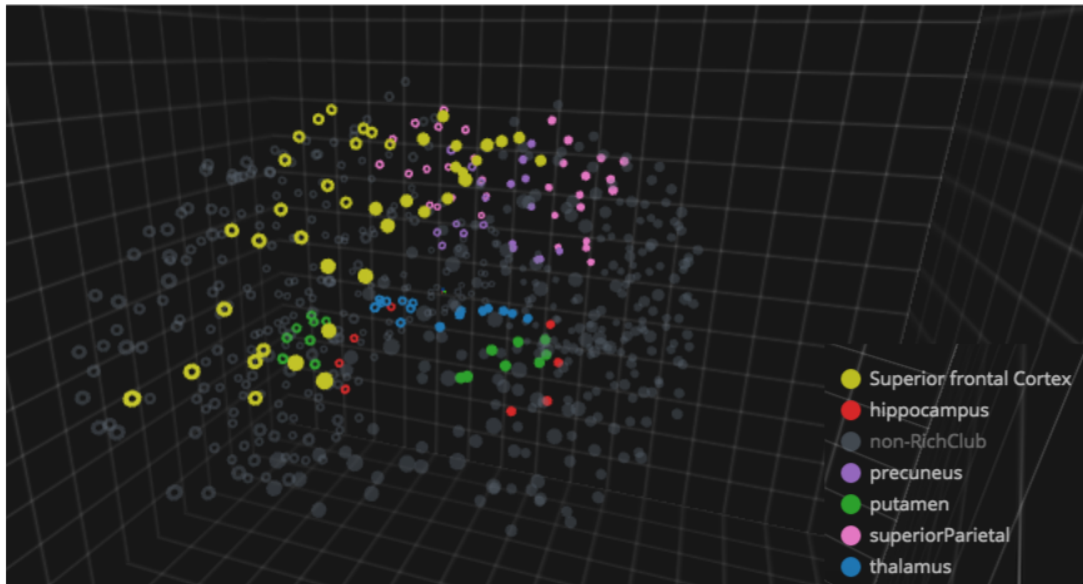 Superior frontal Cortex
hippocampus
non-RichClub
precuneus
putamen
superiorParietal
thalamus